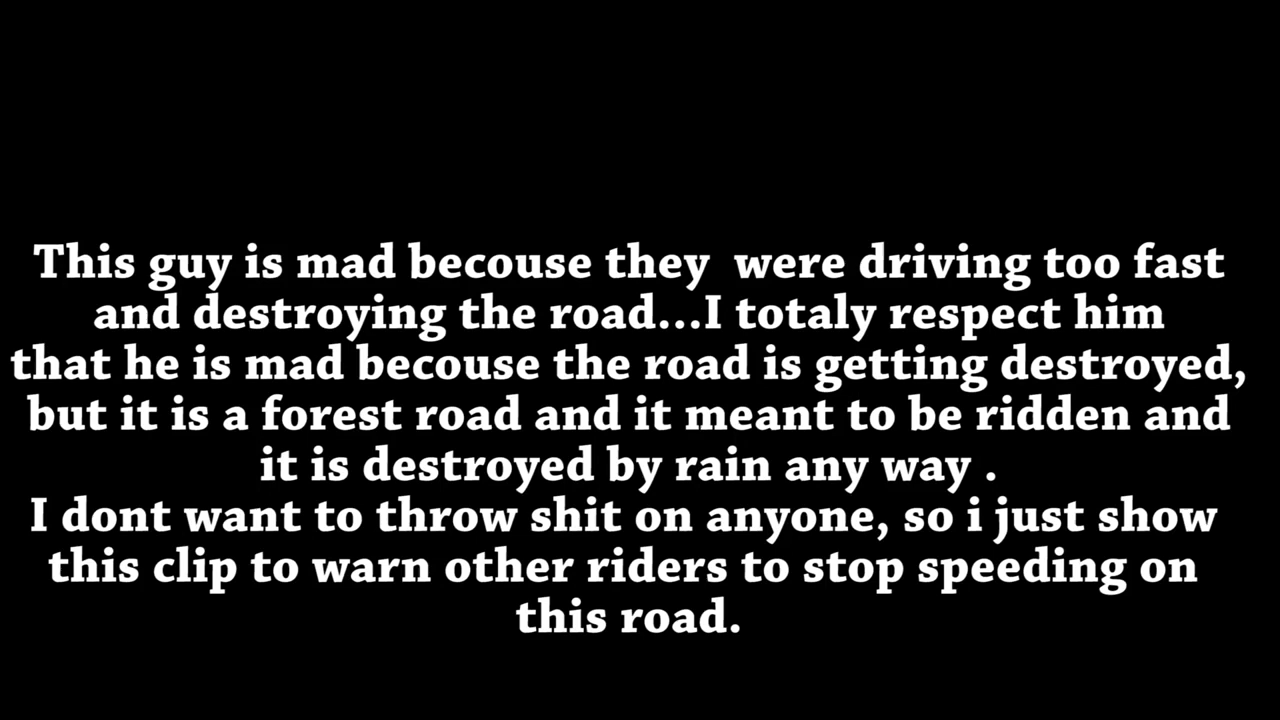 This guy is mad becouse they  were driving too fast
and destroying the road...I totaly respect him
that he is mad becouse the road is getting destroyed,
but it is a forest road and it meant to be ridden and
it is destroyed by rain any way .
I dont want to throw shit on anyone, so i just show
this clip to warn other riders to stop speeding on
this road.